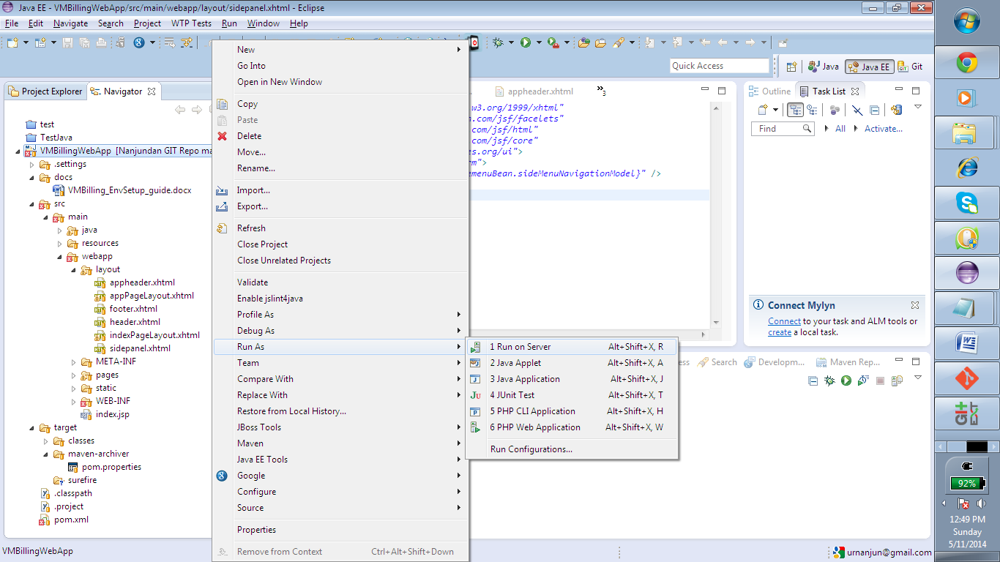 Java EE - VMBillingWebApp/src/main/webapp/layout/sidepanel.xhtml - Eclipse
File Edit Navigate Search Project WTP Tests Run Window Help
Quick Access
Java Java EE Git
Project Explorer Navigator
test
TestJava
VMBillingWebApp [Nanjundan GIT Repo ma
.settings
docs
VMBilling_EnvSetup_guide.docx
src
main
java
resources
webapp
layout
appheader.xhtml
appPageLayout.xhtml
footer.xhtml
header.xhtml
indexPageLayout.xhtml
sidepanel.xhtml
META-INF
pages
static
WEB-INF
index.jsp
target
classes
maven-archiver
pom.properties
surefire
.classpath
.project
pom.xml
New
Go Into
Open in New Window
Copy
Paste
Delete
Move...
Rename...
Import...
Export...
Refresh
Close Project
Close Unrelated Projects
Validate
Enable jslint4java
Profile As
Debug As
Run As
Team
Compare With
Replace With
Restore from Local History...
JBoss Tools
Maven
Java EE Tools
Google
Configure
Source
Properties
Remove from Context Ctrl+Alt+Shift+Down
1 Run on Server Alt+Shift+X, R
2 Java Applet Alt+Shift+X, A
3 Java Application Alt+Shift+X, J
4 JUnit Test Alt+Shift+X, T
5 PHP CLI Application Alt+Shift+X, H
6 PHP Web Application Alt+Shift+X, W
Run Configurations...
appheader.xhtml »3
w3.org/1999/xhtml"
n.com/jsf/facelets"
com/jsf/html"
com/jsf/core"
es.org/ui">
rm">
emenuBean.sideMenuNavigationModel}" />
Outline Task List
Find All Activate...
Connect Mylyn
Connect to your task and ALM tools or
create a local task.
ess Search Developm... Maven Rep...
VMBillingWebApp
urnanjun@gmail.com
92%
12:49 PM
Sunday
5/11/2014